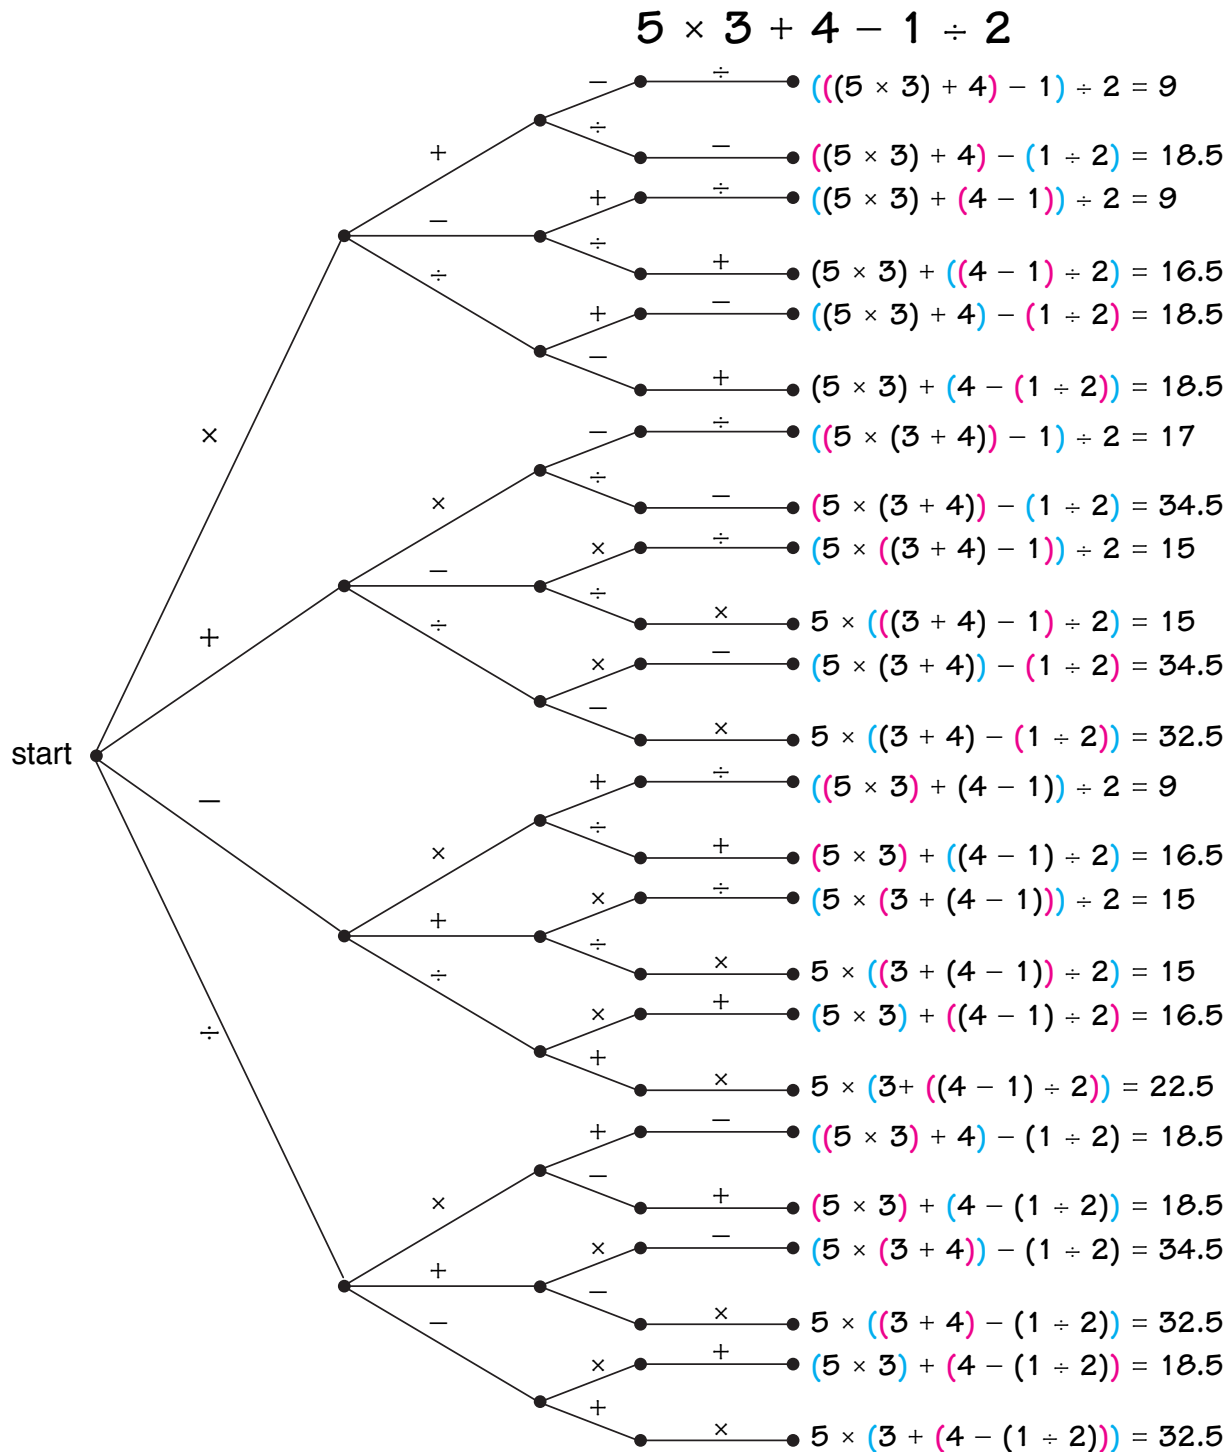 5 × 3 + 4 − 1 ÷ 2
− ÷ (((5 × 3) + 4) − 1) ÷ 2 = 9
÷
+ − ((5 × 3) + 4) − (1 ÷ 2) = 18.5
+ ÷ ((5 × 3) + (4 − 1)) ÷ 2 = 9
−
÷
÷ + (5 × 3) + ((4 − 1) ÷ 2) = 16.5
+ − ((5 × 3) + 4) − (1 ÷ 2) = 18.5
−
+ (5 × 3) + (4 − (1 ÷ 2)) = 18.5
× − ÷ ((5 × (3 + 4)) − 1) ÷ 2 = 17
÷
× − (5 × (3 + 4)) − (1 ÷ 2) = 34.5
× ÷ (5 × ((3 + 4) − 1)) ÷ 2 = 15
−
÷
+ ÷ × 5 × (((3 + 4) − 1) ÷ 2) = 15
× − (5 × (3 + 4)) − (1 ÷ 2) = 34.5
−
× 5 × ((3 + 4) − (1 ÷ 2)) = 32.5
start
+ ÷ ((5 × 3) + (4 − 1)) ÷ 2 = 9
−
÷
× + (5 × 3) + ((4 − 1) ÷ 2) = 16.5
× ÷ (5 × (3 + (4 − 1))) ÷ 2 = 15
+
÷
÷ × 5 × ((3 + (4 − 1)) ÷ 2) = 15
× + (5 × 3) + ((4 − 1) ÷ 2) = 16.5
÷
+
× 5 × (3+ ((4 − 1) ÷ 2)) = 22.5
+ − ((5 × 3) + 4) − (1 ÷ 2) = 18.5
−
× + (5 × 3) + (4 − (1 ÷ 2)) = 18.5
× − (5 × (3 + 4)) − (1 ÷ 2) = 34.5
+
−
− × 5 × ((3 + 4) − (1 ÷ 2)) = 32.5
× + (5 × 3) + (4 − (1 ÷ 2)) = 18.5
+
× 5 × (3 + (4 − (1 ÷ 2))) = 32.5